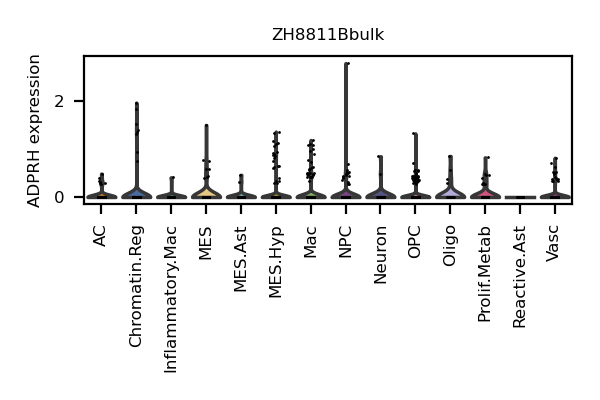 ZH8811Bbulk
ADPRH expression
2
0
AC
Chromatin.Reg
Inflammatory.Mac
MES
MES.Ast
MES.Hyp
Mac
NPC
Neuron
OPC
Oligo
Prolif.Metab
Reactive.Ast
Vasc